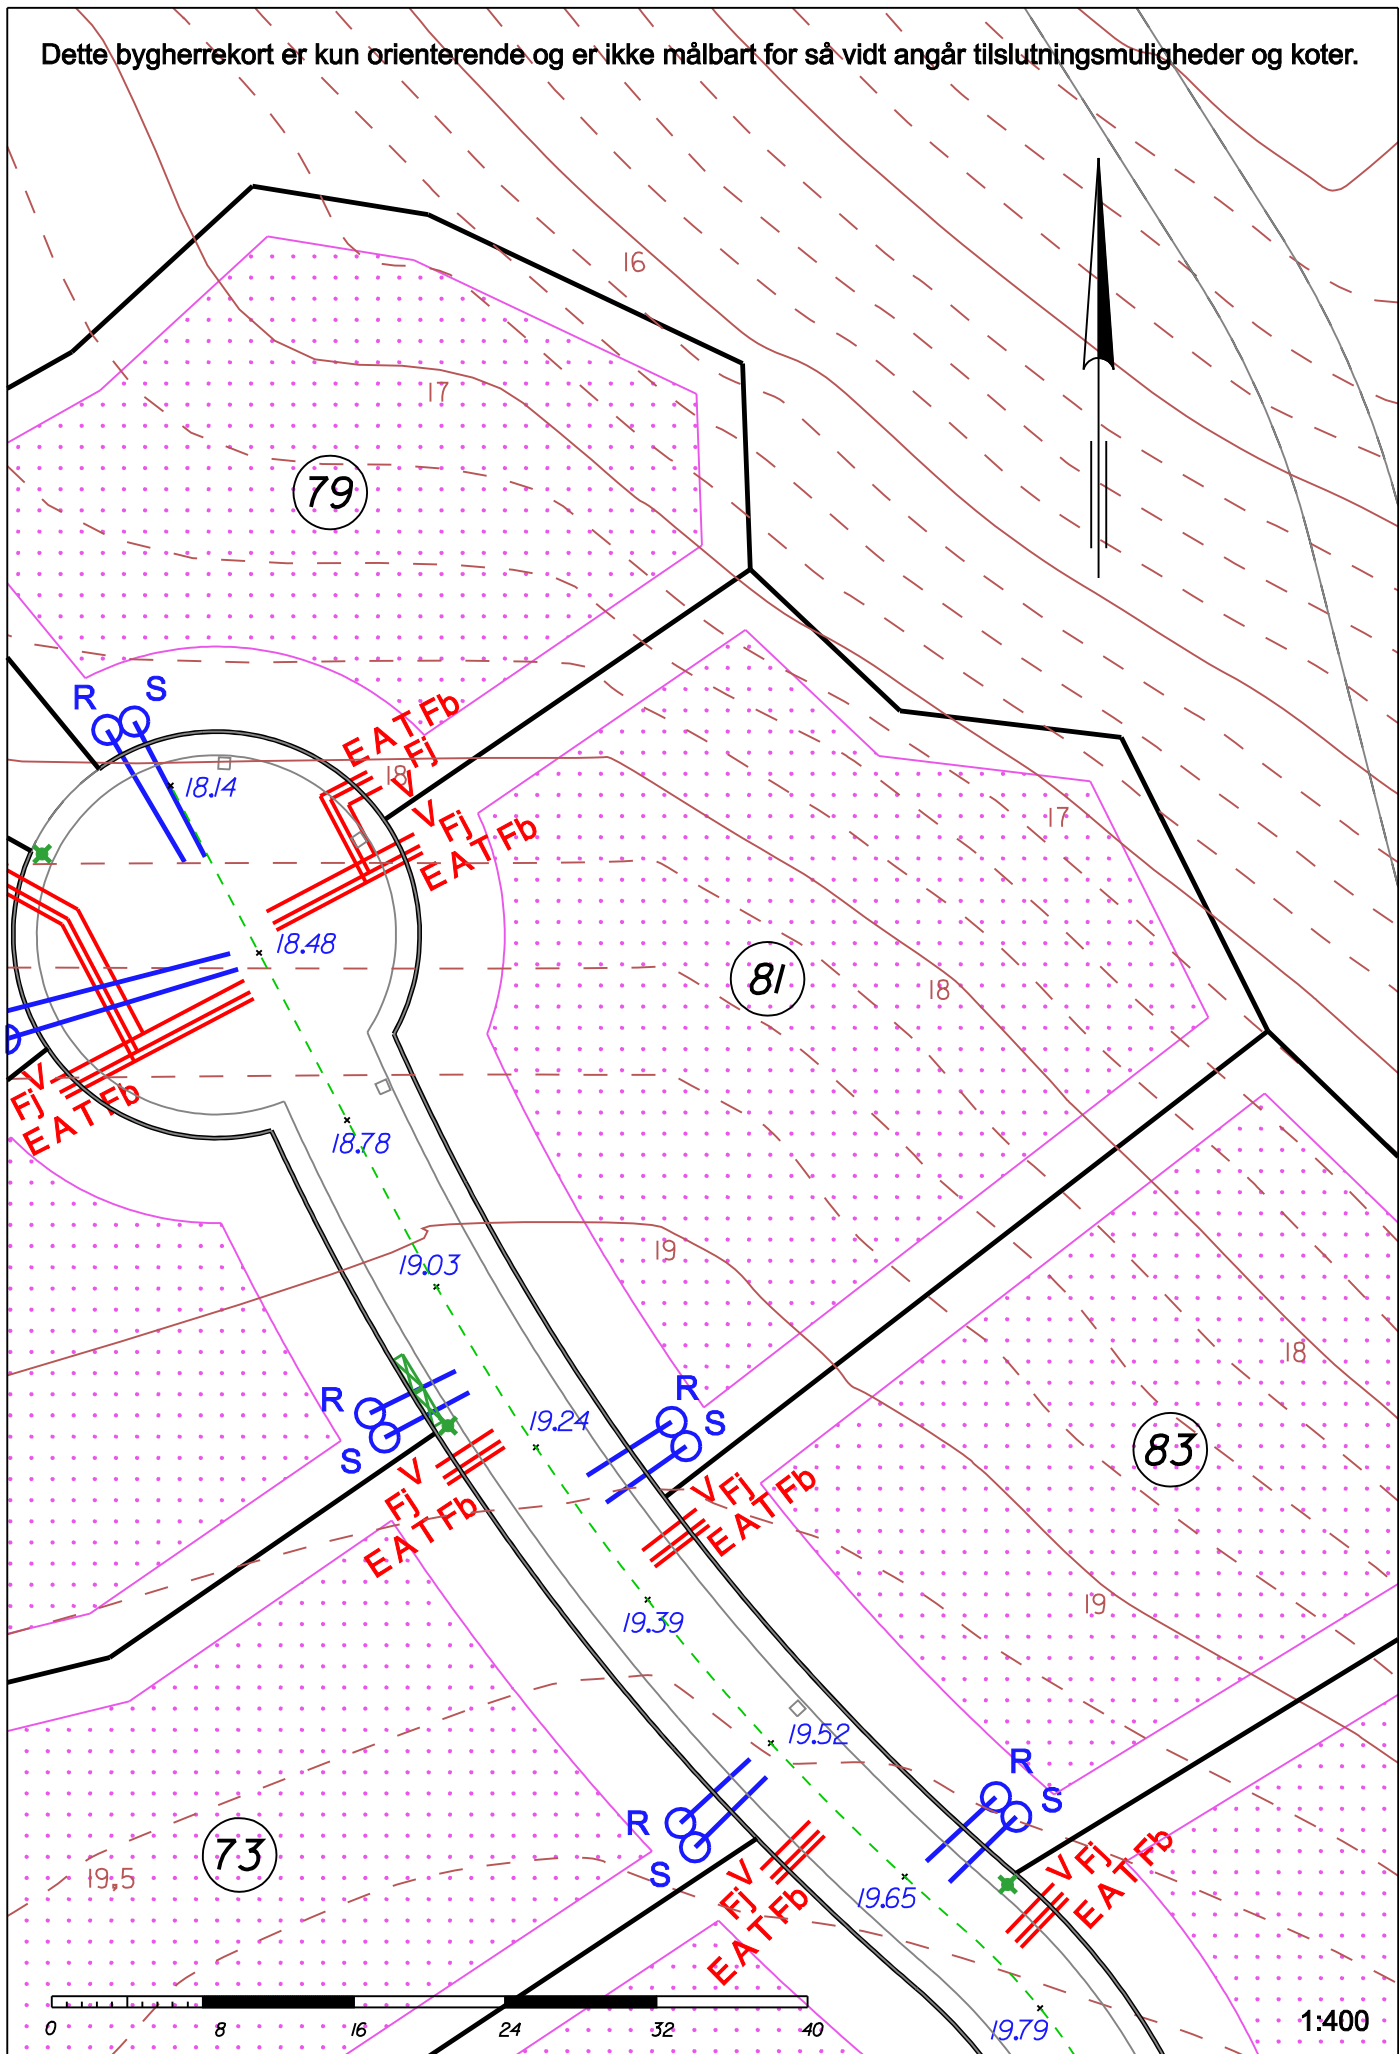 Dette bygherrekort er kun orienterende og er ikke målbart for så vidt angår tilslutningsmuligheder og koter.
16
17
79
R S
E A T Fb
Fj
V
18
18.14
V
Fj
E A T Fb
17
18.48
81
18
V
Fj
E A T Fb
18.78
19
19.03
18
R
S
19.24
R
S
83
V
Fj
E A T Fb
V Fj
E A T Fb
19
19.39
19.52
R
S
R
S
73
19,5
V
Fj
E A T Fb
19.65
V Fj
E A T Fb
19.79
1:400
0 8 16 24 32 40